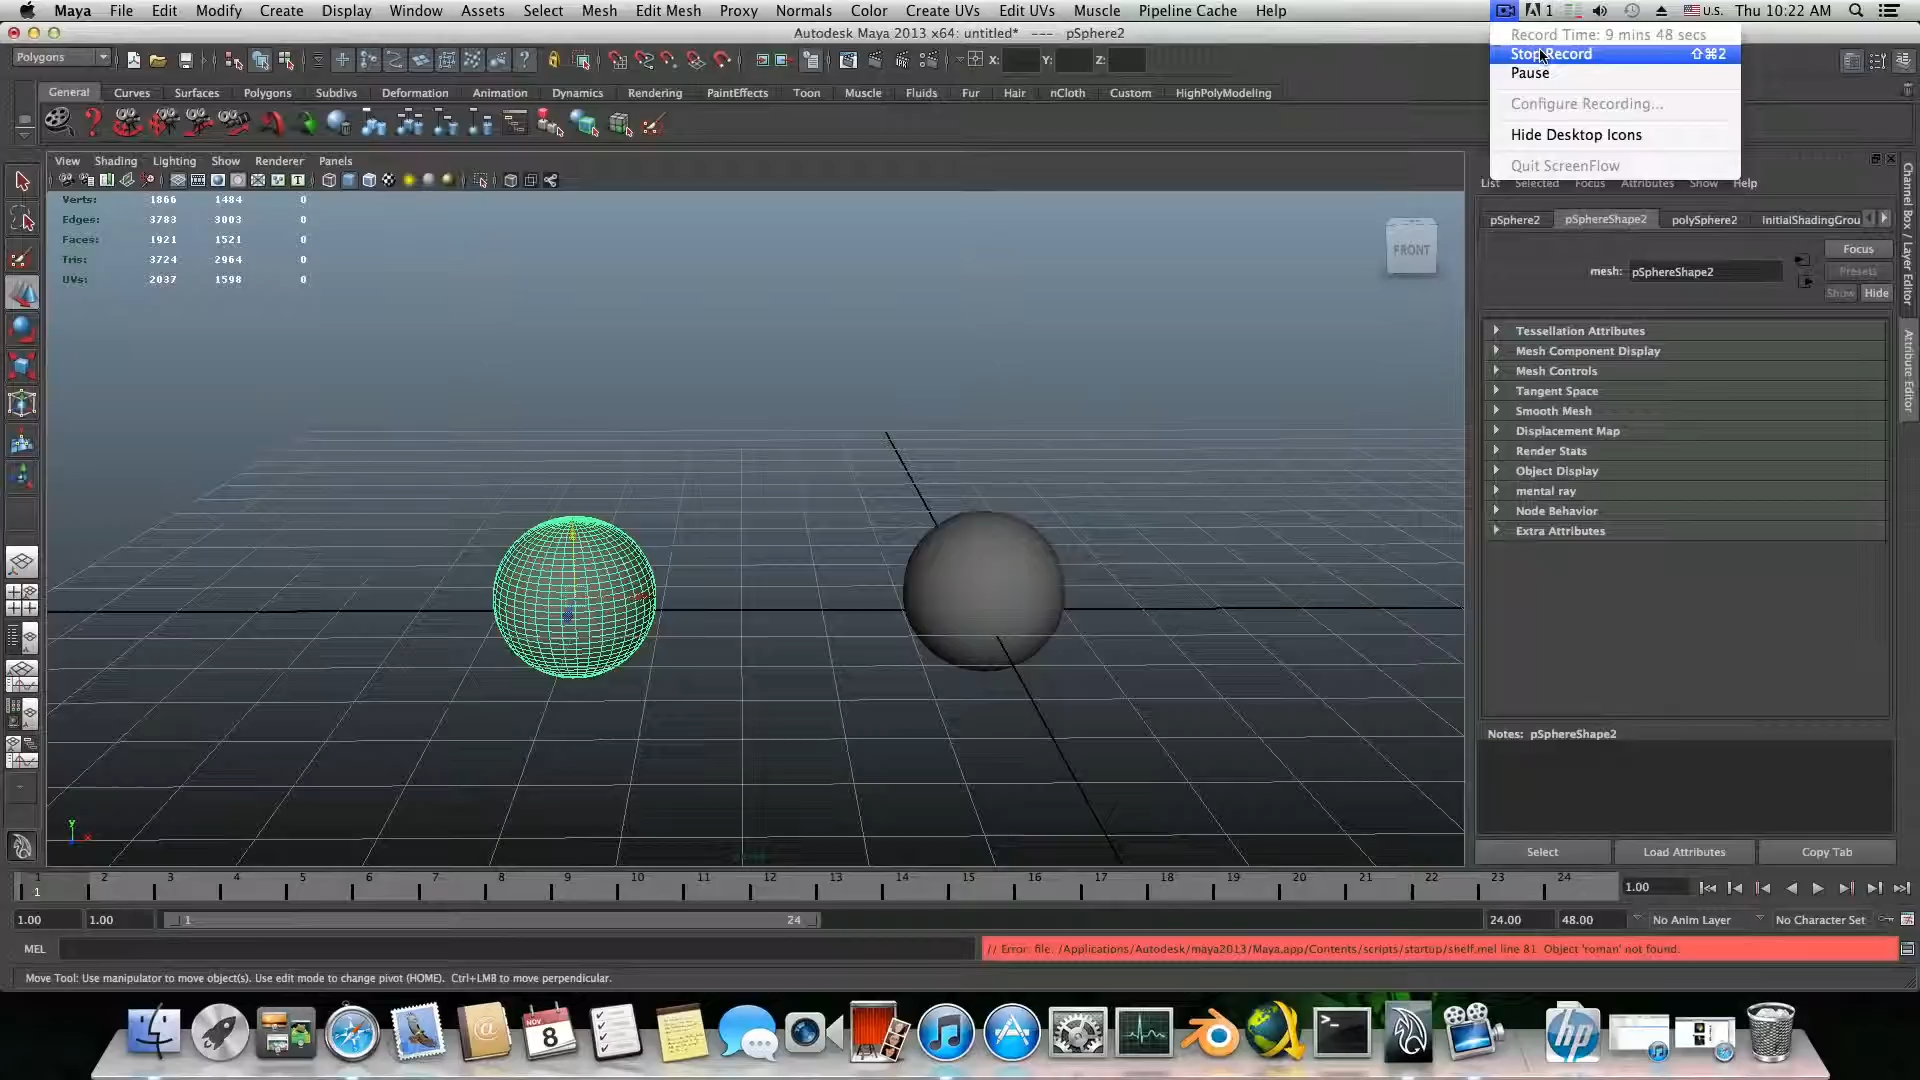 Maya File Edit Modify Create Display Window Assets Select Mesh Edit Mesh Proxy Normals Color Create UVs Edit UVs Muscle Pipeline Cache Help 1 U.S. Thu 10:22 AM
Autodesk Maya 2013 x64: untitled* --- pSphere2
Record Time: 9 mins 48 secs
Stop Record ⇧⌘2
Pause
Configure Recording...
Hide Desktop Icons
Quit ScreenFlow
Polygons X: Y: Z:
General Curves Surfaces Polygons Subdivs Deformation Animation Dynamics Rendering PaintEffects Toon Muscle Fluids Fur Hair nCloth Custom HighPolyModeling
View Shading Lighting Show Renderer Panels
List Selected Focus Attributes Show Help
Verts: 1866 1484 0
Edges: 3783 3003 0
Faces: 1921 1521 0
Tris: 3724 2964 0
UVs: 2037 1598 0
FRONT
pSphere2 pSphereShape2 polySphere2 InitialShadingGrou
Focus
mesh: pSphereShape2
Presets
Show Hide
Tessellation Attributes
Mesh Component Display
Mesh Controls
Tangent Space
Smooth Mesh
Displacement Map
Render Stats
Object Display
mental ray
Node Behavior
Extra Attributes
Notes: pSphereShape2
Select Load Attributes Copy Tab
Channel Box / Layer Editor
Attribute Editor
y x
1 2 3 4 5 6 7 8 9 10 11 12 13 14 15 16 17 18 19 20 21 22 23 24
1 1.00
1.00 1.00 1 24 24.00 48.00 No Anim Layer No Character Set
MEL // Error: file: /Applications/Autodesk/maya2013/Maya.app/Contents/scripts/startup/shelf.mel line 81: Object 'roman' not found.
Move Tool: Use manipulator to move object(s). Use edit mode to change pivot (HOME). Ctrl+LMB to move perpendicular.
NOV
8
hp